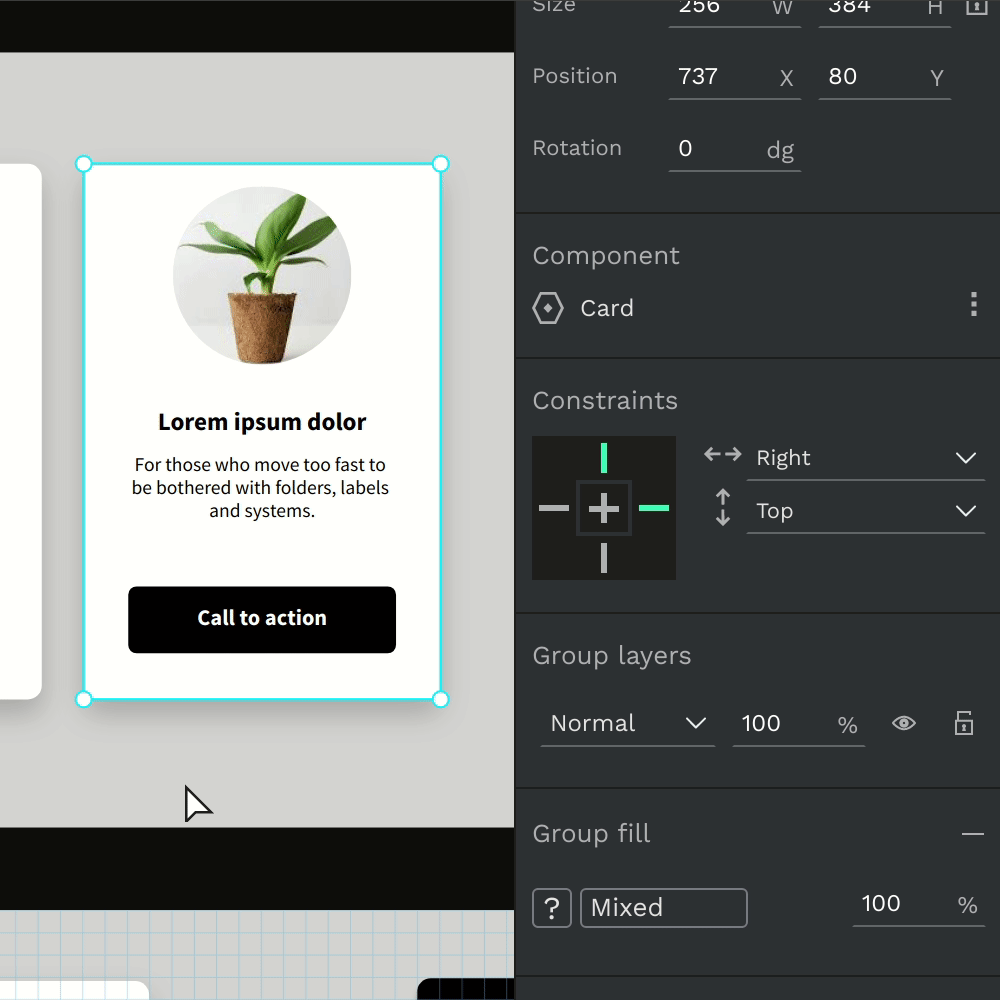 Size 256 W 384 H
Position 737 X 80 Y
Rotation 0 dg
Component
Card
Constraints
Right
Top
Group layers
Normal 100 %
Group fill
? Mixed 100 %
Lorem ipsum dolor
For those who move too fast to
be bothered with folders, labels
and systems.
Call to action